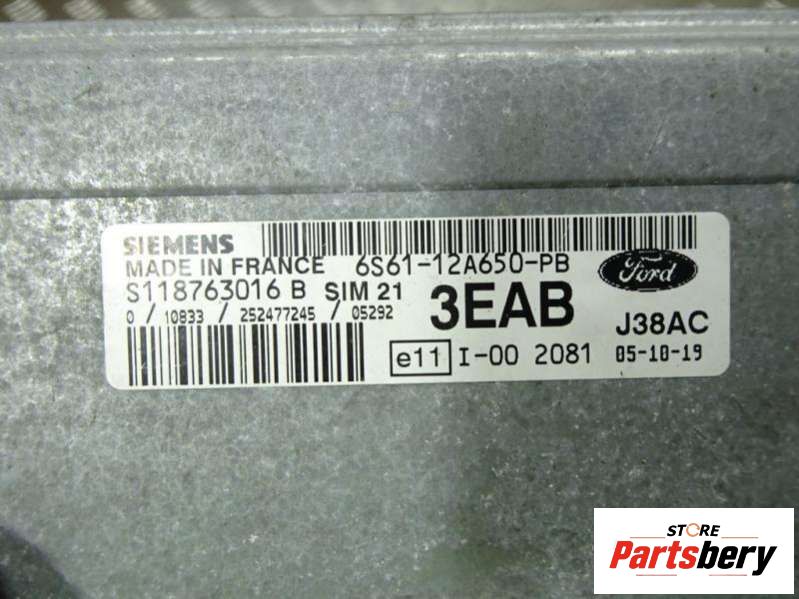 SIEMENS
MADE IN FRANCE 6S61-12A650-PB
Ford
S118763016 B SIM 21 3EAB J38AC
0 / 10833 / 252477245 / 05292
e11 I-00 2081 05-10-19
STORE
Partsbery